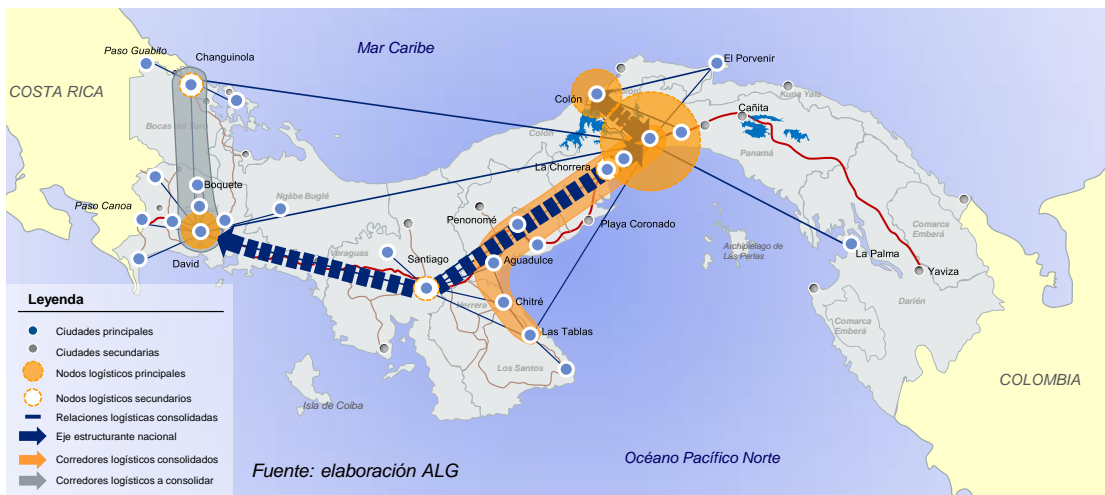 Mar Caribe
Paso Guabito
Changuinola
El Porvenir
COSTA RICA
Colón
Kuna Yala
Cañita
Bocas del Toro
Colón
Panamá
La Chorrera
Boquete
Ngäbe Buglé
Paso Canoa
Penonomé
Playa Coronado
Comarca
Emberá
Archipiélago de
Las Perlas
La Palma
David
Veraguas
Santiago
Aguadulce
Yaviza
Herrera
Chitré
Darién
Las Tablas
Comarca
Emberá
Los Santos
COLOMBIA
Isla de Coiba
Océano Pacífico Norte
Fuente: elaboración ALG
Leyenda
Ciudades principales
Ciudades secundarias
Nodos logísticos principales
Nodos logísticos secundarios
Relaciones logísticas consolidadas
Eje estructurante nacional
Corredores logísticos consolidados
Corredores logísticos a consolidar